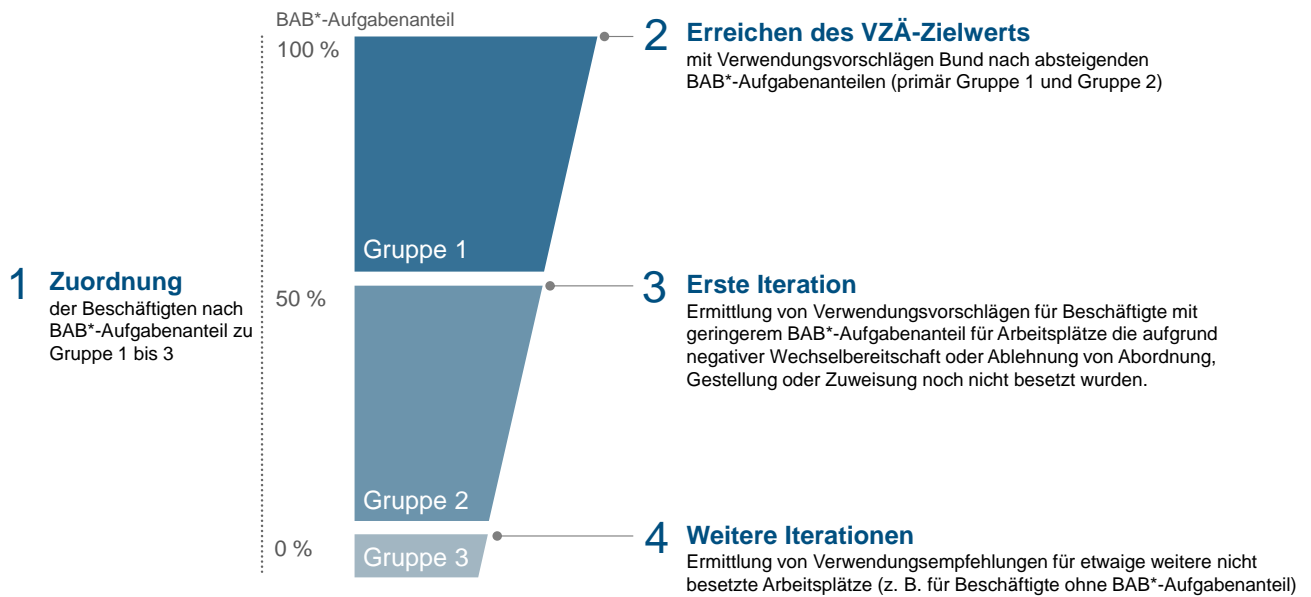 BAB*-Aufgabenanteil
100 %
50 %
0 %
Gruppe 1
Gruppe 2
Gruppe 3
1 Zuordnung
der Beschäftigten nach
BAB*-Aufgabenanteil zu
Gruppe 1 bis 3
2 Erreichen des VZÄ-Zielwerts
mit Verwendungsvorschlägen Bund nach absteigenden
BAB*-Aufgabenanteilen (primär Gruppe 1 und Gruppe 2)
3 Erste Iteration
Ermittlung von Verwendungsvorschlägen für Beschäftigte mit
geringerem BAB*-Aufgabenanteil für Arbeitsplätze die aufgrund
negativer Wechselbereitschaft oder Ablehnung von Abordnung,
Gestellung oder Zuweisung noch nicht besetzt wurden.
4 Weitere Iterationen
Ermittlung von Verwendungsempfehlungen für etwaige weitere nicht
besetzte Arbeitsplätze (z. B. für Beschäftigte ohne BAB*-Aufgabenanteil)